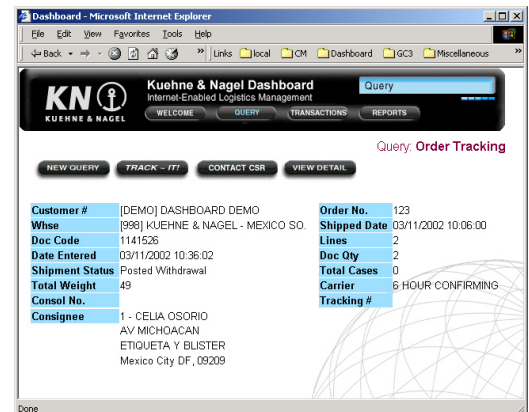 Dashboard - Microsoft Internet Explorer
File Edit View Favorites Tools Help
Back » Links local CM Dashboard GC3 Miscellaneous »
KN
KUEHNE & NAGEL
Kuehne & Nagel Dashboard
Internet-Enabled Logistics Management
Query
WELCOME QUERY TRANSACTIONS REPORTS
Query: Order Tracking
NEW QUERY TRACK - IT! CONTACT CSR VIEW DETAIL
Customer # [DEMO] DASHBOARD DEMO Order No. 123
Whse [998] KUEHNE & NAGEL - MEXICO SO. Shipped Date 03/11/2002 10:06:00
Doc Code 1141526 Lines 2
Date Entered 03/11/2002 10:36:02 Doc Qty 2
Shipment Status Posted Withdrawal Total Cases 0
Total Weight 49 Carrier 6 HOUR CONFIRMING
Consol No. Tracking #
Consignee 1 - CELIA OSORIO
AV MICHOACAN
ETIQUETA Y BLISTER
Mexico City DF, 09209
Done